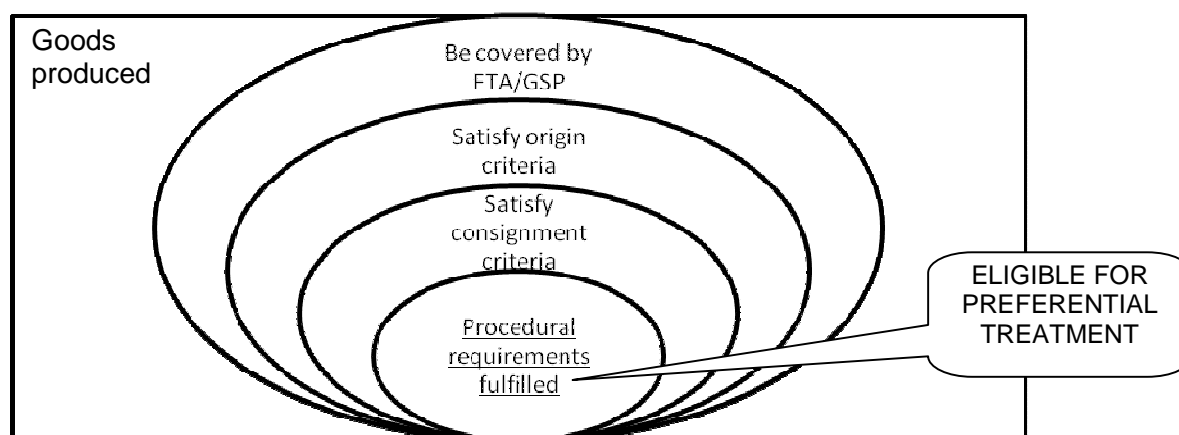 Goods
produced
Be covered by
FTA/GSP
Satisfy origin
criteria
Satisfy
consignment
criteria
Procedural
requirements
fulfilled
ELIGIBLE FOR
PREFERENTIAL
TREATMENT